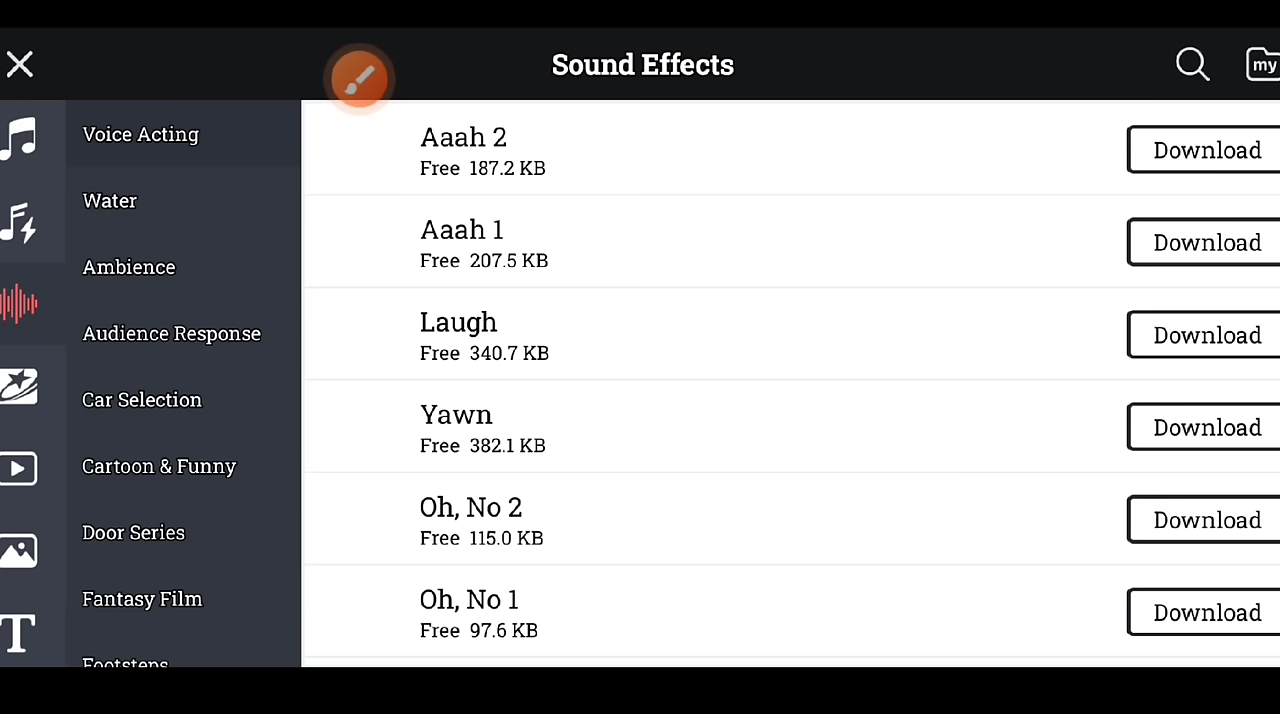 Sound Effects
my
Voice Acting
Water
Ambience
Audience Response
Car Selection
Cartoon & Funny
Door Series
Fantasy Film
Footsteps
Aaah 2
Free 187.2 KB
Download
Aaah 1
Free 207.5 KB
Download
Laugh
Free 340.7 KB
Download
Yawn
Free 382.1 KB
Download
Oh, No 2
Free 115.0 KB
Download
Oh, No 1
Free 97.6 KB
Download
T